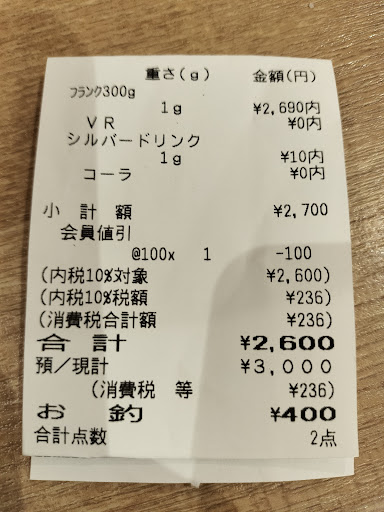 重さ(g) 金額(円)
フランク300g
1g ¥2,690内
VR ¥0内
シルバードリンク
1g ¥10内
コーラ ¥0内
小計額 ¥2,700
会員値引
@100x 1 -100
(内税10%対象 ¥2,600)
(内税10%税額 ¥236)
(消費税合計額 ¥236)
合計 ¥2,600
預/現計 ¥3,000
(消費税 等 ¥236)
お釣 ¥400
合計点数 2点